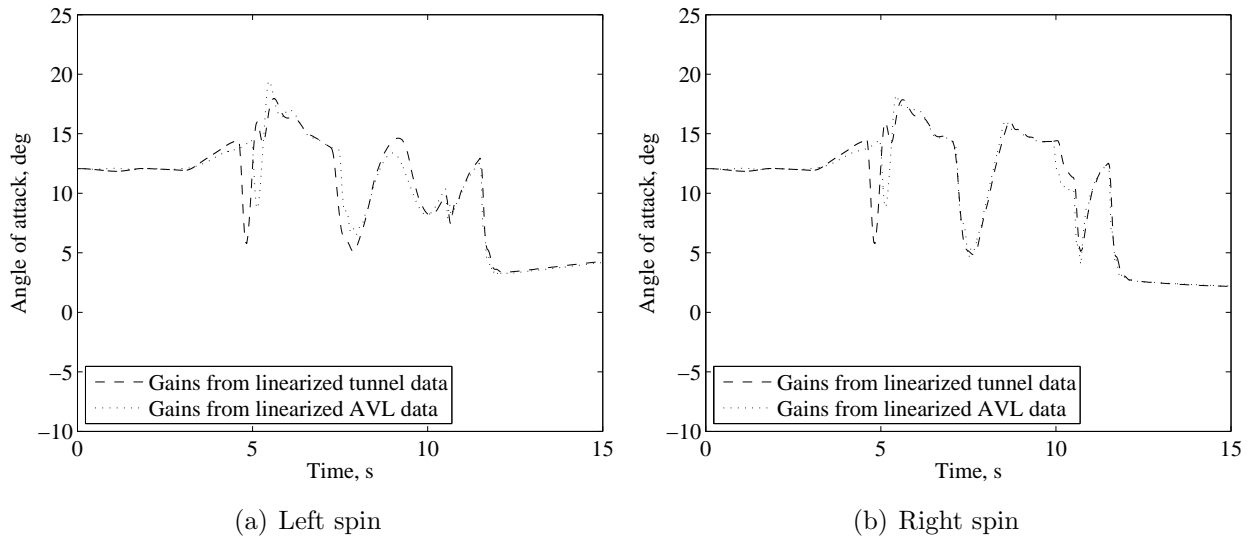 25
20
15
10
5
0
−5
−10
Angle of attack, deg
0 5 10 15
Time, s
Gains from linearized tunnel data
Gains from linearized AVL data
(a) Left spin
25
20
15
10
5
0
−5
−10
Angle of attack, deg
0 5 10 15
Time, s
Gains from linearized tunnel data
Gains from linearized AVL data
(b) Right spin